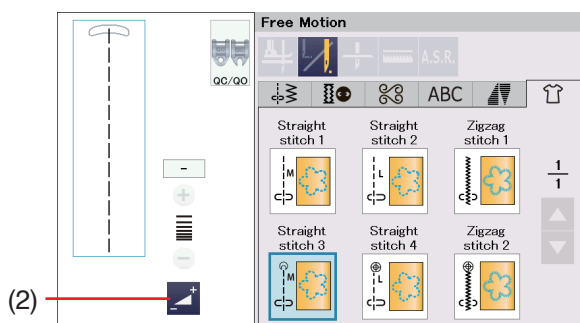 Free Motion
QC/QO
A.S.R.
ABC
Straight stitch 1
Straight stitch 2
Zigzag stitch 1
M
L
1
1
-
Straight stitch 3
Straight stitch 4
Zigzag stitch 2
M
L
+
-
(2)